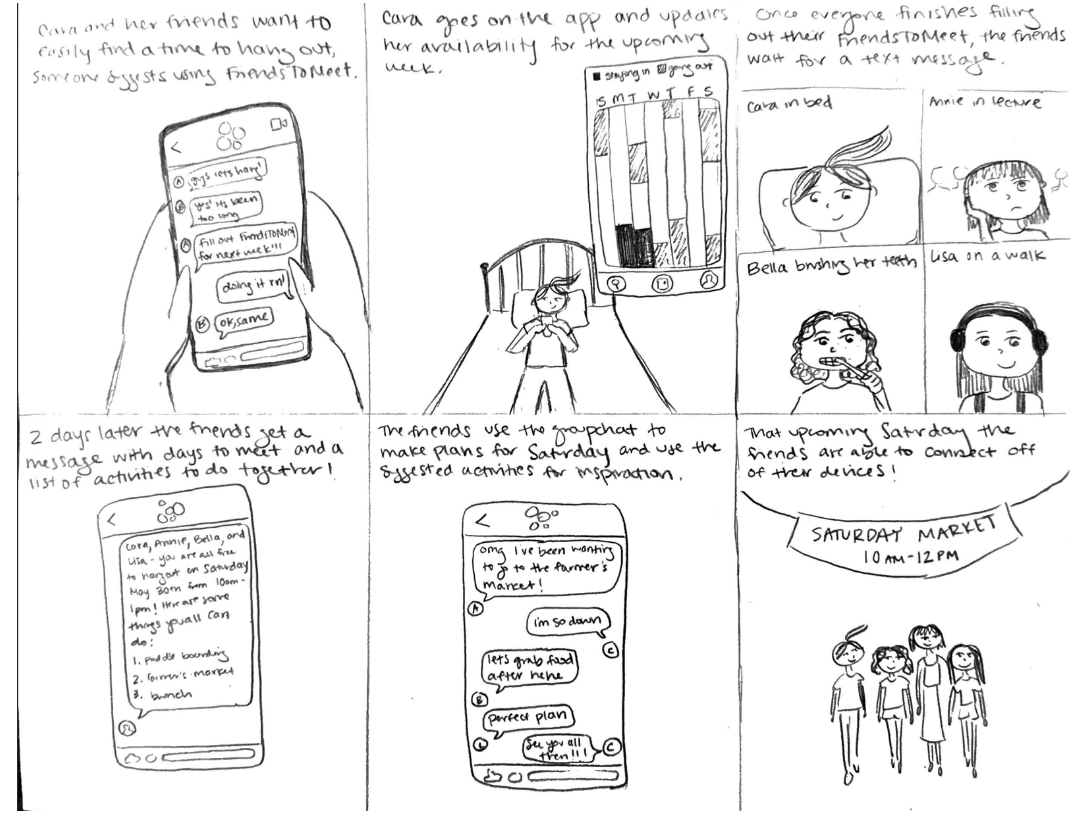 Cara and her friends want to
easily find a time to hang out,
someone suggests using FriendsToMeet.
guys lets hang!
A
yes! its been
too long
B
fill out FriendsToMeet
for next week!!!
A
doing it rn!
ok, same
B
Cara goes on the app and updates
her availability for the upcoming
week.
staying in going out
S M T W T F S
Once everyone finishes filling
out their FriendsToMeet, the friends
wait for a text message.
Cara in bed
Annie in lecture
Bella brushing her teeth
Lisa on a walk
2 days later the friends get a
message with days to meet and a
list of activities to do together!
Cara, Annie, Bella, and
Lisa - you are all free
to hangout on Saturday
May 30th from 10am-
1pm! Here are some
things you all can
do:
1. paddle boarding
2. farmer's market
3. brunch
The friends use the groupchat to
make plans for Saturday and use the
suggested activities for inspiration.
omg I've been wanting
to go to the farmer's
market!
A
i'm so down
C
lets grab food
after hehe
B
perfect plan
L
see you all
then!!!
C
That upcoming Saturday the
friends are able to connect off
of their devices!
SATURDAY MARKET
10AM-12PM